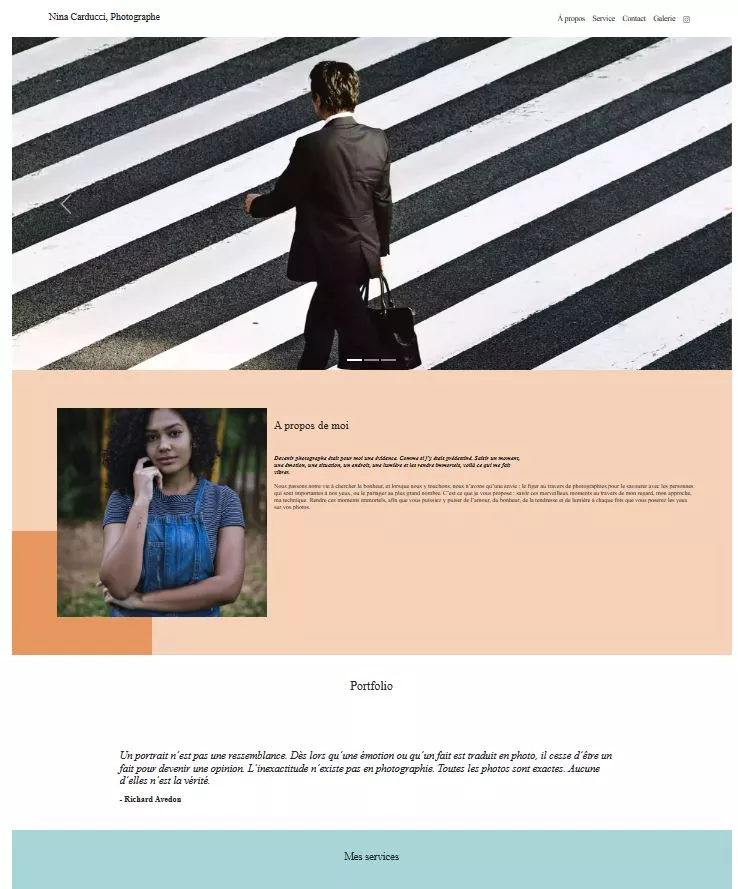 Nina Carducci, Photographe
À propos Service Contact Galerie
A propos de moi
Devenir photographe était pour moi une évidence. Comme si j'y étais prédestiné. Saisir un moment,
une émotion, une situation, un endroit, une lumière et les rendre immortels, voilà ce qui me fait
vibrer.
Nous passons notre vie à chercher le bonheur, et lorsque nous y touchons, nous n'avons qu'une envie : le figer au travers de photographies pour le savourer avec les personnes
qui sont importantes à nos yeux, ou le partager au plus grand nombre. C'est ce que je vous propose : saisir ces merveilleux moments au travers de mon regard, mon approche,
ma technique. Rendre ces moments immortels, afin que vous puissiez y puiser de l'amour, du bonheur, de la tendresse et de lumière à chaque fois que vous poserez les yeux
sur vos photos.
Portfolio
Un portrait n'est pas une ressemblance. Dès lors qu'une émotion ou qu'un fait est traduit en photo, il cesse d'être un
fait pour devenir une opinion. L'inexactitude n'existe pas en photographie. Toutes les photos sont exactes. Aucune
d'elles n'est la vérité.
- Richard Avedon
Mes services